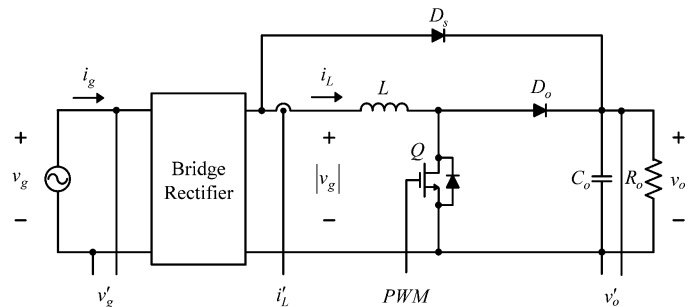 D_s
i_g
i_L
L
D_o
+
v_g
−
Bridge
Rectifier
+
|v_g|
−
Q
C_o
R_o
+
v_o
−
v'_g
i'_L
PWM
v'_o